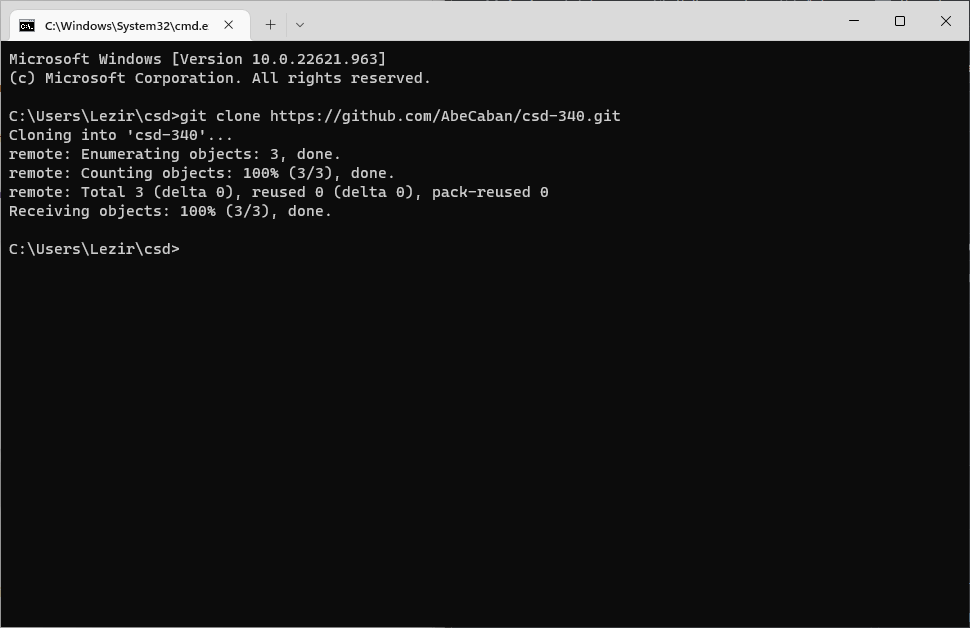 C:\Windows\System32\cmd.e
Microsoft Windows [Version 10.0.22621.963]
(c) Microsoft Corporation. All rights reserved.
C:\Users\Lezir\csd>git clone https://github.com/AbeCaban/csd-340.git
Cloning into 'csd-340'...
remote: Enumerating objects: 3, done.
remote: Counting objects: 100% (3/3), done.
remote: Total 3 (delta 0), reused 0 (delta 0), pack-reused 0
Receiving objects: 100% (3/3), done.
C:\Users\Lezir\csd>